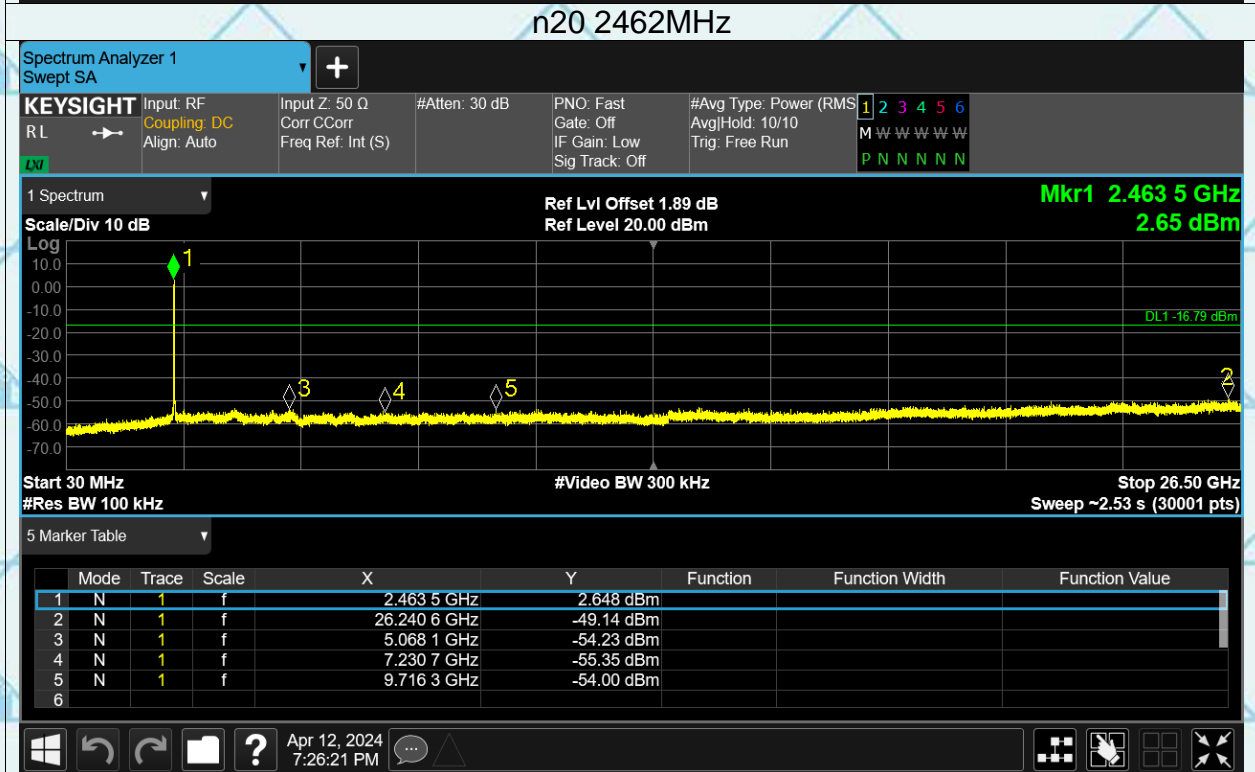 n20 2462MHz
Spectrum Analyzer 1
Swept SA
KEYSIGHT
R L
LXI
Input: RF
Coupling: DC
Align: Auto
Input Z: 50 Ω
Corr CCorr
Freq Ref: Int (S)
#Atten: 30 dB
PNO: Fast
Gate: Off
IF Gain: Low
Sig Track: Off
#Avg Type: Power (RMS
Avg|Hold: 10/10
Trig: Free Run
1 2 3 4 5 6
M W W W W W
P N N N N N
1 Spectrum
Scale/Div 10 dB
Ref Lvl Offset 1.89 dB
Ref Level 20.00 dBm
Mkr1 2.463 5 GHz
2.65 dBm
Log
10.0
0.00
-10.0
-20.0
-30.0
-40.0
-50.0
-60.0
-70.0
1
DL1 -16.79 dBm
3
4
5
2
Start 30 MHz
#Video BW 300 kHz
Stop 26.50 GHz
#Res BW 100 kHz
Sweep ~2.53 s (30001 pts)
5 Marker Table
Mode Trace Scale X Y Function Function Width Function Value
1 N 1 f 2.463 5 GHz 2.648 dBm
2 N 1 f 26.240 6 GHz -49.14 dBm
3 N 1 f 5.068 1 GHz -54.23 dBm
4 N 1 f 7.230 7 GHz -55.35 dBm
5 N 1 f 9.716 3 GHz -54.00 dBm
6
?
Apr 12, 2024
7:26:21 PM